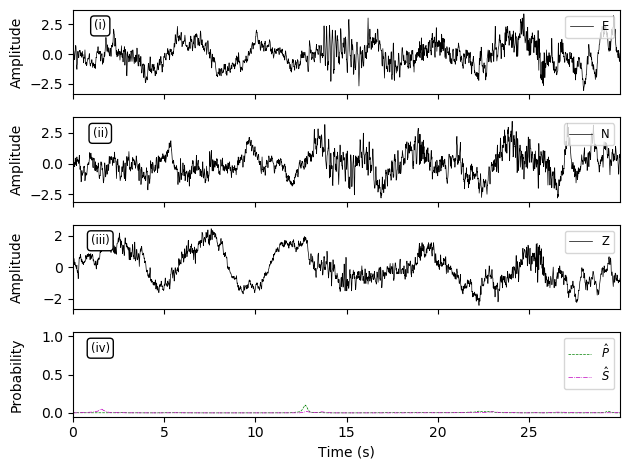 (i)
E
2.5
0.0
−2.5
Amplitude
(ii)
N
2.5
0.0
−2.5
Amplitude
(iii)
Z
2
0
−2
Amplitude
(iv)
P̂
Ŝ
1.0
0.5
0.0
Probability
0 5 10 15 20 25
Time (s)